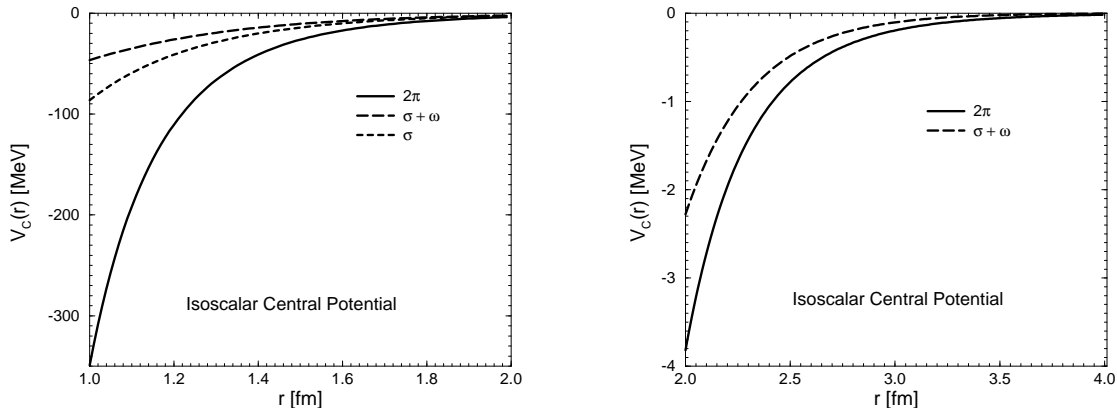 0
-100
-200
-300
V_C(r) [MeV]
2π
σ + ω
σ
Isoscalar Central Potential
1.0 1.2 1.4 1.6 1.8 2.0
r [fm]
0
-1
-2
-3
-4
V_C(r) [MeV]
2π
σ + ω
Isoscalar Central Potential
2.0 2.5 3.0 3.5 4.0
r [fm]